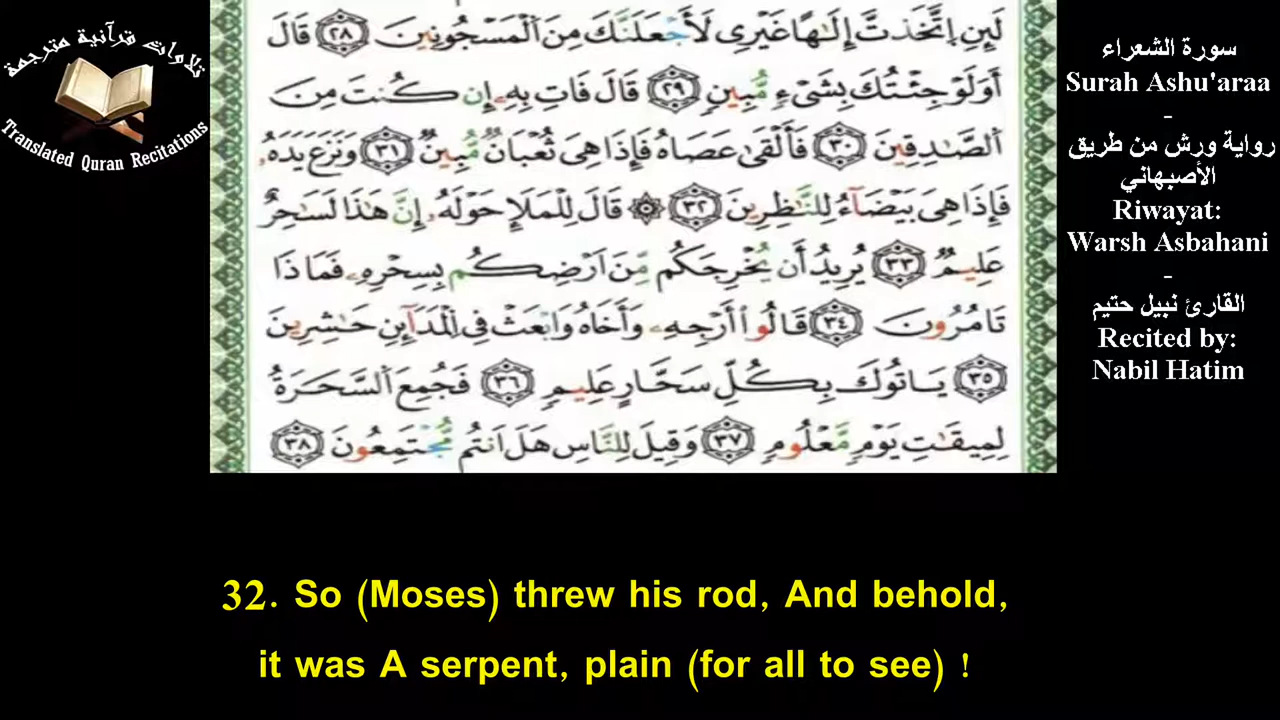 تلاوات قرآنية مترجمة
Translated Quran Recitations
لَئِنِ اِ۪تَّخَذتَّ إِلَٰهاً غَيْرِے لَأَجْعَلَنَّكَ مِنَ اَ۬لْمَسْجُونِينَ ٢٨ قَالَ
أَوَلَوْ جِئْتُكَ بِشَےْءٖ مُّبِينٖ ٢٩ قَالَ فَاتِ بِهِۦ إِن كُنتَ مِنَ
اَ۬لصَّٰدِقِينَ ٣٠ فَأَلْق۪يٰ عَصَاهُ فَإِذَا هِيَ ثُعْبَانٞ مُّبِينٞ ٣١ وَنَزَعَ يَدَهُۥ
فَإِذَا هِيَ بَيْضَآءُ لِلنَّٰظِرِينَ ٣٢ ۞ قَالَ لِلْمَلَإِ حَوْلَهُۥ إِنَّ هَٰذَا لَسَٰحِرٌ
عَلِيمٞ ٣٣ يُرِيدُ أَن يُخْرِجَكُم مِّنَ اَرْضِكُم بِسِحْرِهِۦ فَمَاذَا
تَامُرُونَ ٣٤ قَالُوٓاْ أَرْجِهِۦ وَأَخَاهُ وَابْعَثْ فِے اِ۬لْمَدَآئِنِ حَٰشِرِينَ
٣٥ يَاتُوكَ بِكُلِّ سَحَّارٍ عَلِيمٖ ٣٦ فَجُمِعَ اَ۬لسَّحَرَةُ
لِمِيقَٰتِ يَوْمٖ مَّعْلُومٖ ٣٧ وَقِيلَ لِلنَّاسِ هَلَ اَنتُم مُّجْتَمِعُونَ ٣٨
سورة الشعراء
Surah Ashu'araa
-
رواية ورش من طريق
الأصبهاني
Riwayat:
Warsh Asbahani
-
القارئ نبيل حتيم
Recited by:
Nabil Hatim
32. So (Moses) threw his rod, And behold,
it was A serpent, plain (for all to see) !